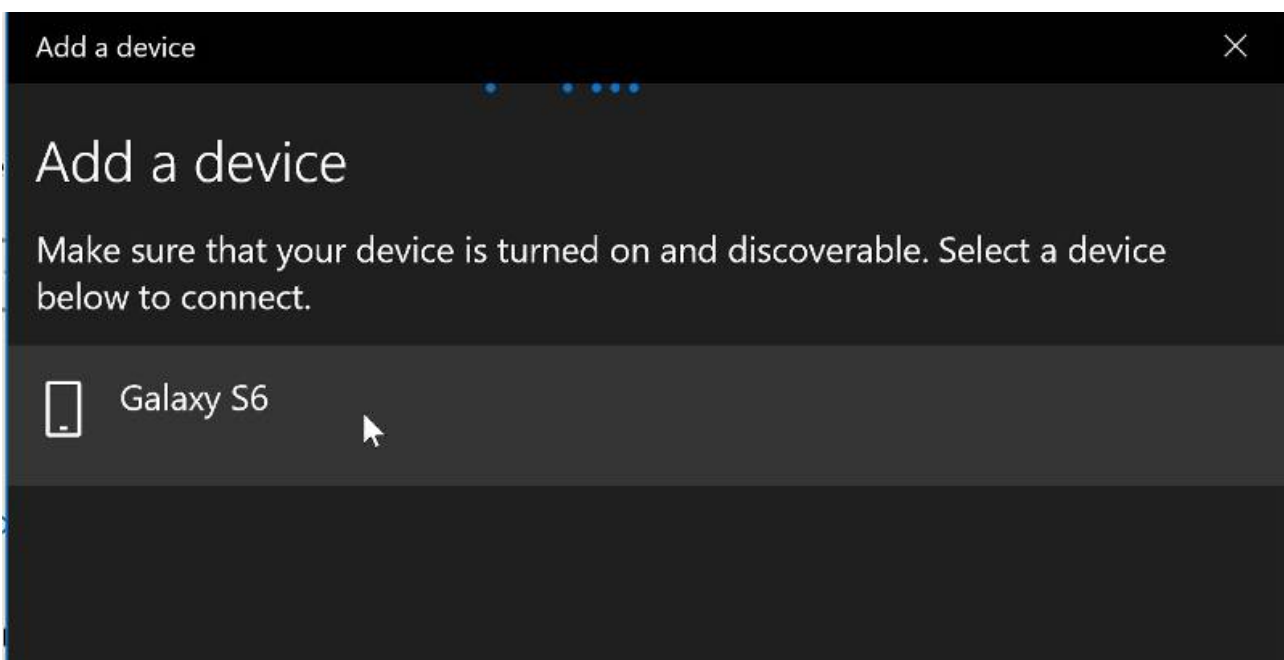 Add a device
Add a device
Make sure that your device is turned on and discoverable. Select a device
below to connect.
Galaxy S6